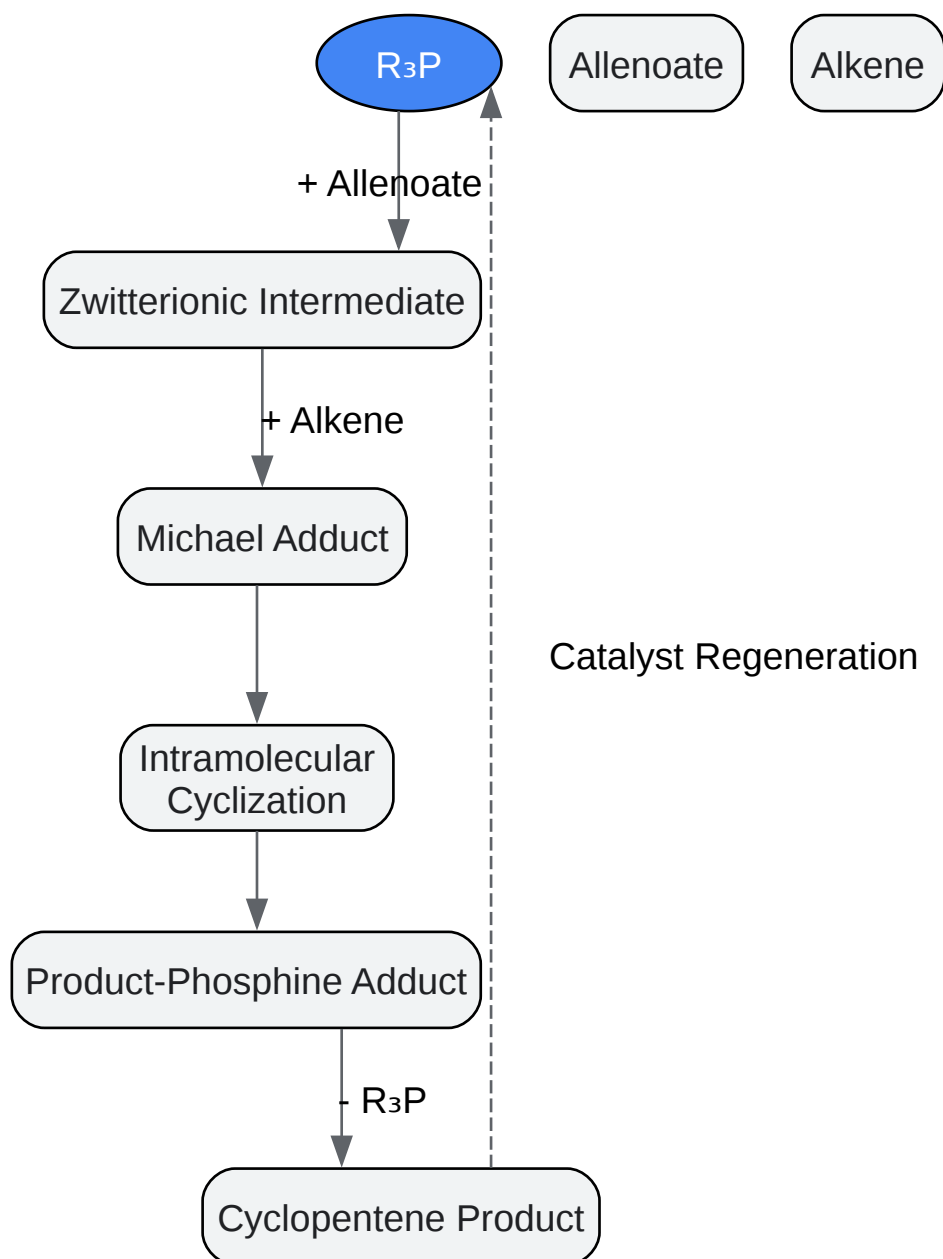 R₃P
Allenoate
Alkene
+ Allenoate
Zwitterionic Intermediate
+ Alkene
Michael Adduct
Catalyst Regeneration
Intramolecular
Cyclization
Product-Phosphine Adduct
- R₃P
Cyclopentene Product